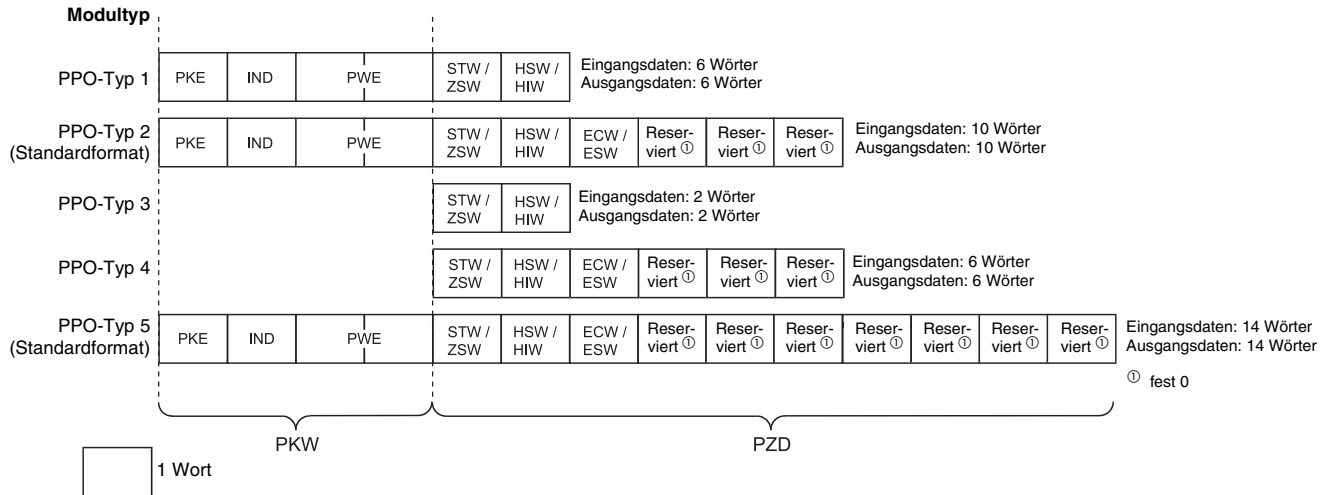 Modultyp
PPO-Typ 1
PKE
IND
PWE
STW /
ZSW
HSW /
HIW
Eingangsdaten: 6 Wörter
Ausgangsdaten: 6 Wörter
PPO-Typ 2
(Standardformat)
PKE
IND
PWE
STW /
ZSW
HSW /
HIW
ECW /
ESW
Reser-
viert ①
Reser-
viert ①
Reser-
viert ①
Eingangsdaten: 10 Wörter
Ausgangsdaten: 10 Wörter
PPO-Typ 3
STW /
ZSW
HSW /
HIW
Eingangsdaten: 2 Wörter
Ausgangsdaten: 2 Wörter
PPO-Typ 4
STW /
ZSW
HSW /
HIW
ECW /
ESW
Reser-
viert ①
Reser-
viert ①
Reser-
viert ①
Eingangsdaten: 6 Wörter
Ausgangsdaten: 6 Wörter
PPO-Typ 5
(Standardformat)
PKE
IND
PWE
STW /
ZSW
HSW /
HIW
ECW /
ESW
Reser-
viert ①
Reser-
viert ①
Reser-
viert ①
Reser-
viert ①
Reser-
viert ①
Reser-
viert ①
Reser-
viert ①
Eingangsdaten: 14 Wörter
Ausgangsdaten: 14 Wörter
① fest 0
PKW
PZD
1 Wort